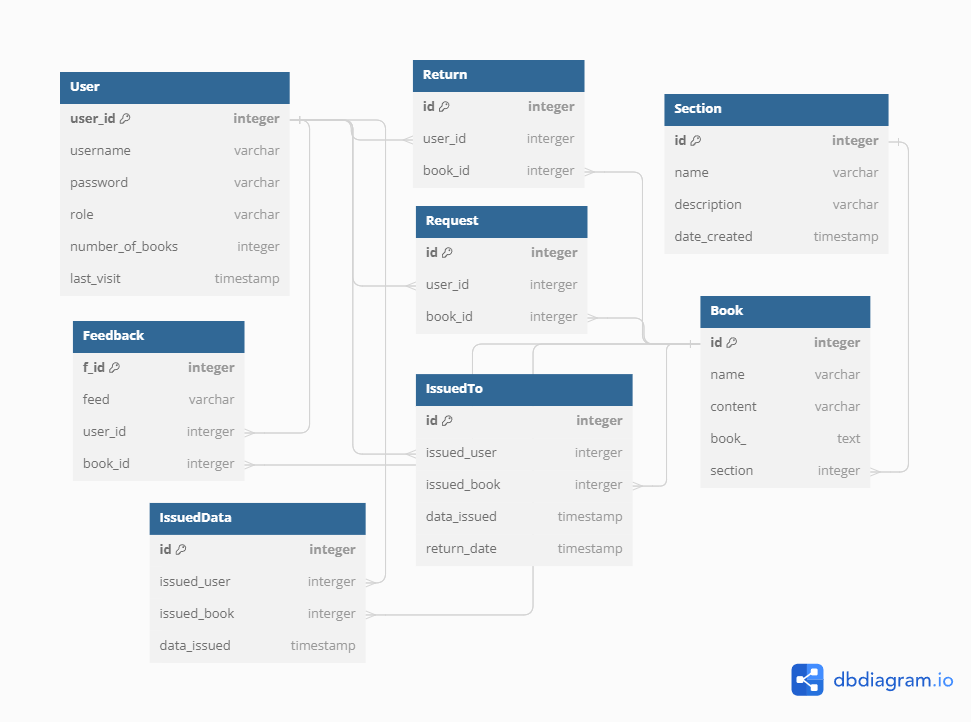 User
user_id integer
username varchar
password varchar
role varchar
number_of_books integer
last_visit timestamp
Return
id integer
user_id interger
book_id interger
Section
id integer
name varchar
description varchar
date_created timestamp
Request
id integer
user_id interger
book_id interger
Book
id integer
name varchar
content varchar
book_ text
section integer
Feedback
f_id integer
feed varchar
user_id interger
book_id interger
IssuedTo
id integer
issued_user interger
issued_book interger
data_issued timestamp
return_date timestamp
IssuedData
id integer
issued_user interger
issued_book interger
data_issued timestamp
dbdiagram.io